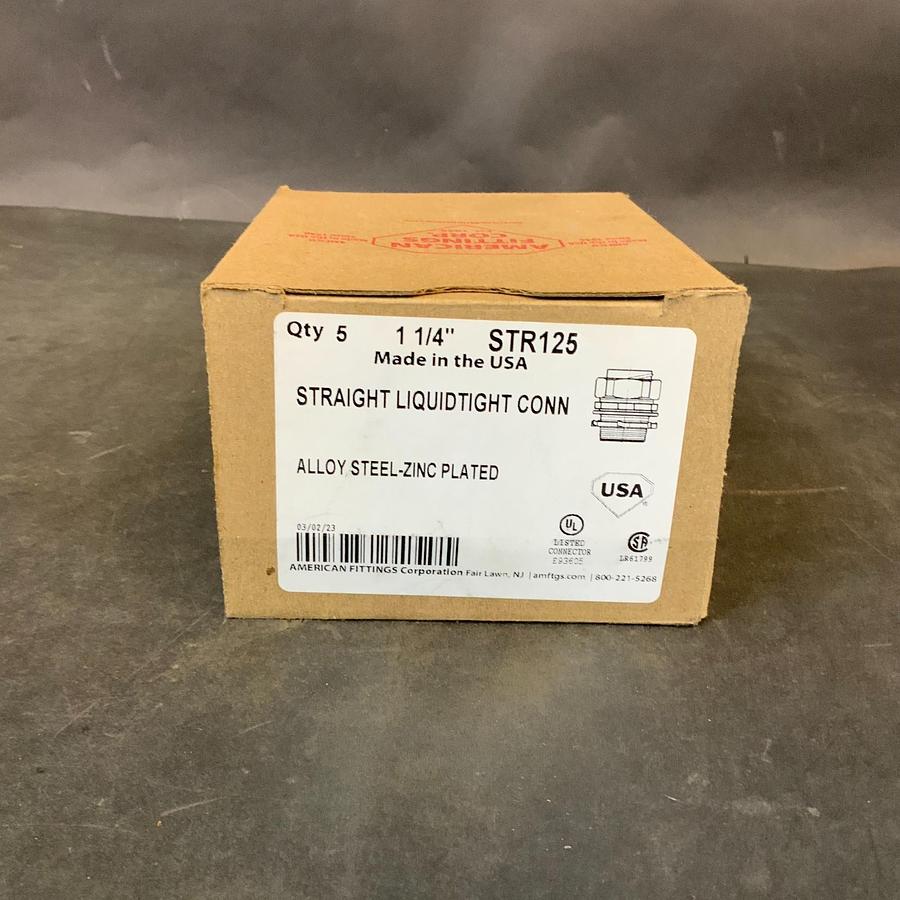 AMERICAN
FITTINGS
CORP.
Qty 5 1 1/4" STR125
Made in the USA
STRAIGHT LIQUIDTIGHT CONN
ALLOY STEEL-ZINC PLATED
USA
®
03/02/23
UL
LISTED
CONNECTOR
E93605
SA
LR61799
AMERICAN FITTINGS Corporation Fair Lawn, NJ | amftgs.com | 800-221-5268